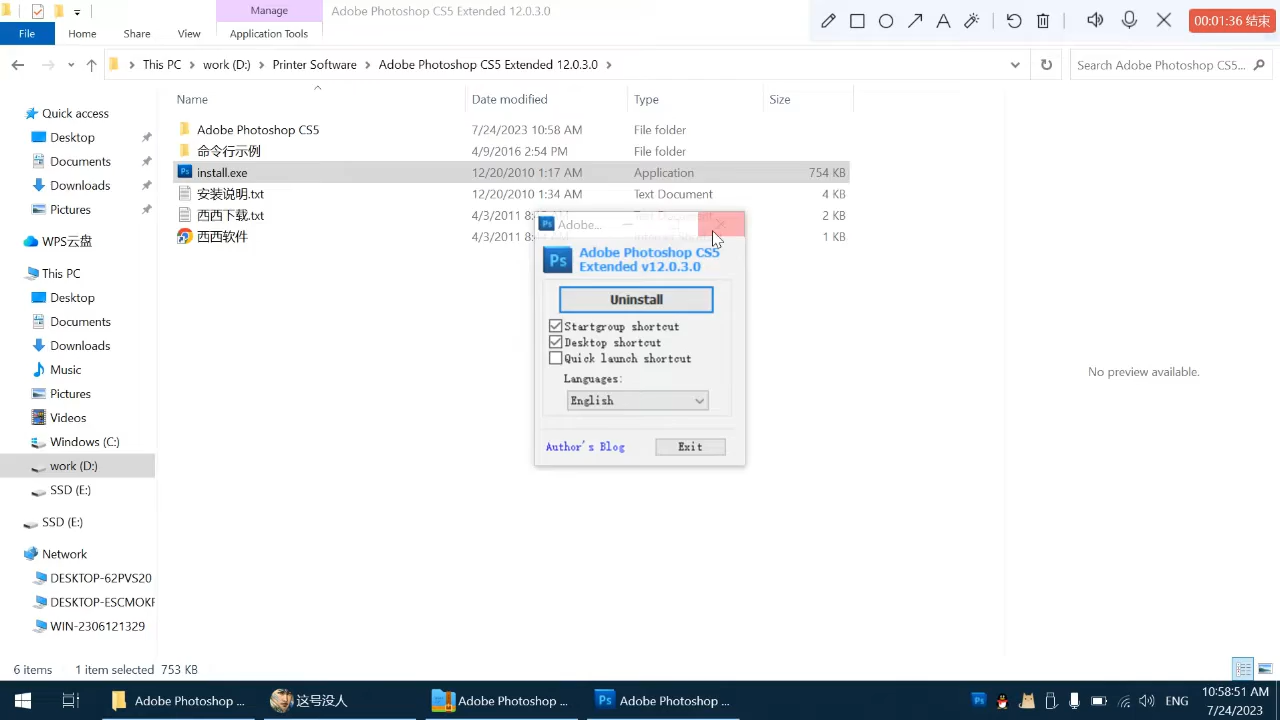 Manage
Adobe Photoshop CS5 Extended 12.0.3.0
00:01:36 结束
File
Home
Share
View
Application Tools
This PC
work (D:)
Printer Software
Adobe Photoshop CS5 Extended 12.0.3.0
Search Adobe Photoshop CS5...
Name
Date modified
Type
Size
Adobe Photoshop CS5
7/24/2023 10:58 AM
File folder
命令行示例
4/9/2016 2:54 PM
File folder
install.exe
12/20/2010 1:17 AM
Application
754 KB
安装说明.txt
12/20/2010 1:34 AM
Text Document
4 KB
西西下载.txt
4/3/2011
Text Document
2 KB
西西软件
4/3/2011
1 KB
Quick access
Desktop
Documents
Downloads
Pictures
WPS云盘
This PC
Desktop
Documents
Downloads
Music
Pictures
Videos
Windows (C:)
work (D:)
SSD (E:)
SSD (E:)
Network
DESKTOP-62PVS20
DESKTOP-ESCMOKF
WIN-2306121329
Adobe...
Ps
Adobe Photoshop CS5
Extended v12.0.3.0
Uninstall
Startgroup shortcut
Desktop shortcut
Quick launch shortcut
Languages:
English
Author's Blog
Exit
No preview available.
6 items
1 item selected
753 KB
Adobe Photoshop ...
这号没人
Adobe Photoshop ...
Ps
Adobe Photoshop ...
ENG
10:58:51 AM
7/24/2023